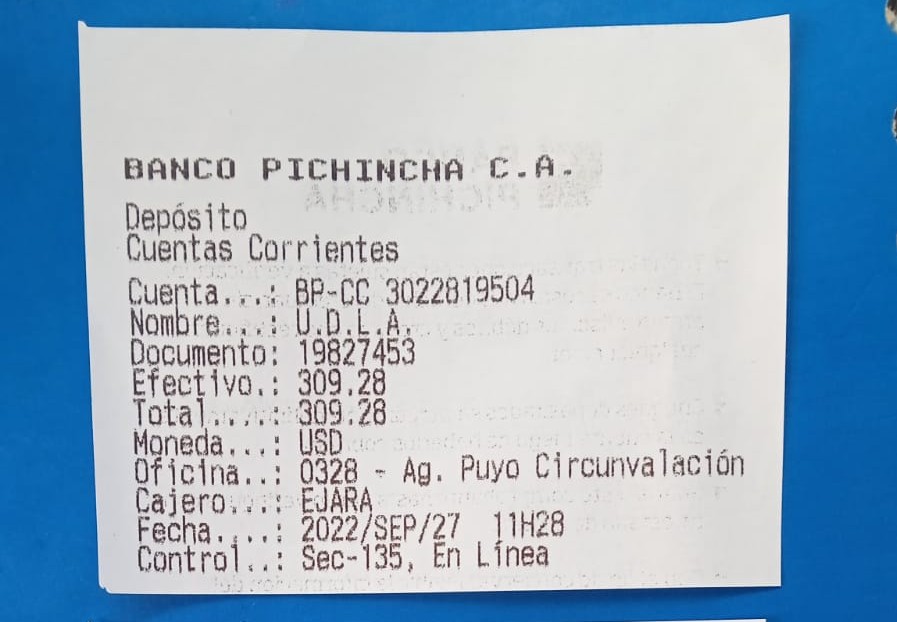 BANCO PICHINCHA C.A.
Depósito
Cuentas Corrientes
Cuenta...: BP-CC 3022819504
Nombre...: U.D.L.A.
Documento: 19827453
Efectivo.: 309.28
Total....: 309.28
Moneda...: USD
Oficina..: 0328 - Ag. Puyo Circunvalación
Cajero...: EJARA
Fecha....: 2022/SEP/27 11H28
Control..: Sec-135, En Línea